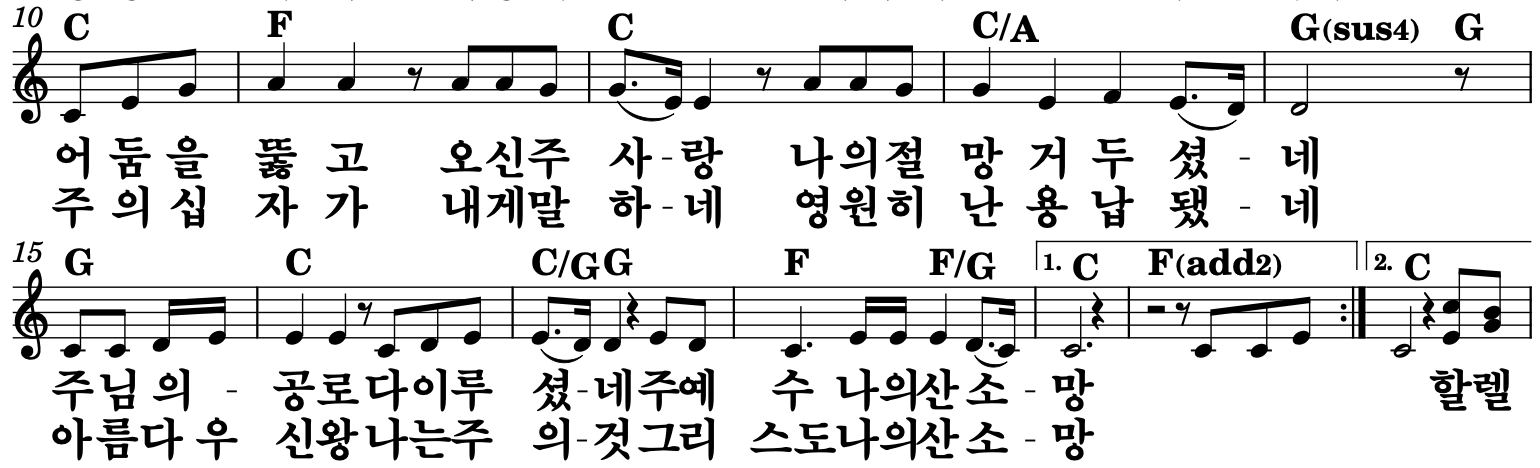 10 C F C C/A G(sus4) G
어 둠 을 뚫 고 오신주 사-랑 나의절 망 거 두 셨 - 네
주 의 십 자 가 내게말 하-네 영원히 난 용 납 됐 - 네
15 G C C/G G F F/G 1. C F(add2) 2. C
주님 의 - 공로다이루 셨-네주예 수 나의산 소 - 망 할렐
아름다 우 신왕나는주 의-것그리 스도나의산 소 - 망